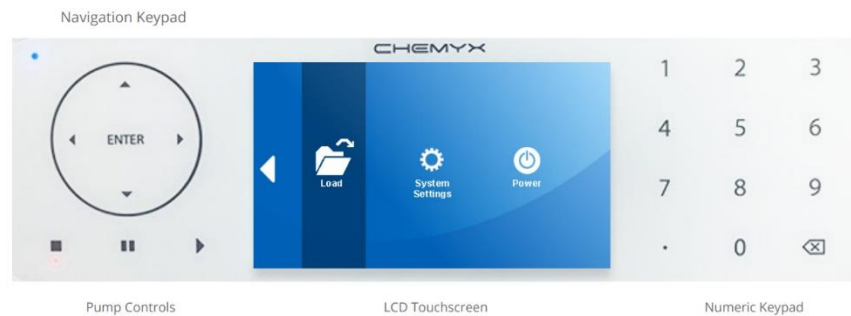 Navigation Keypad
CHEMYX
1 2 3
ENTER
4 5 6
Load
System
Settings
Power
7 8 9
. 0
Pump Controls
LCD Touchscreen
Numeric Keypad